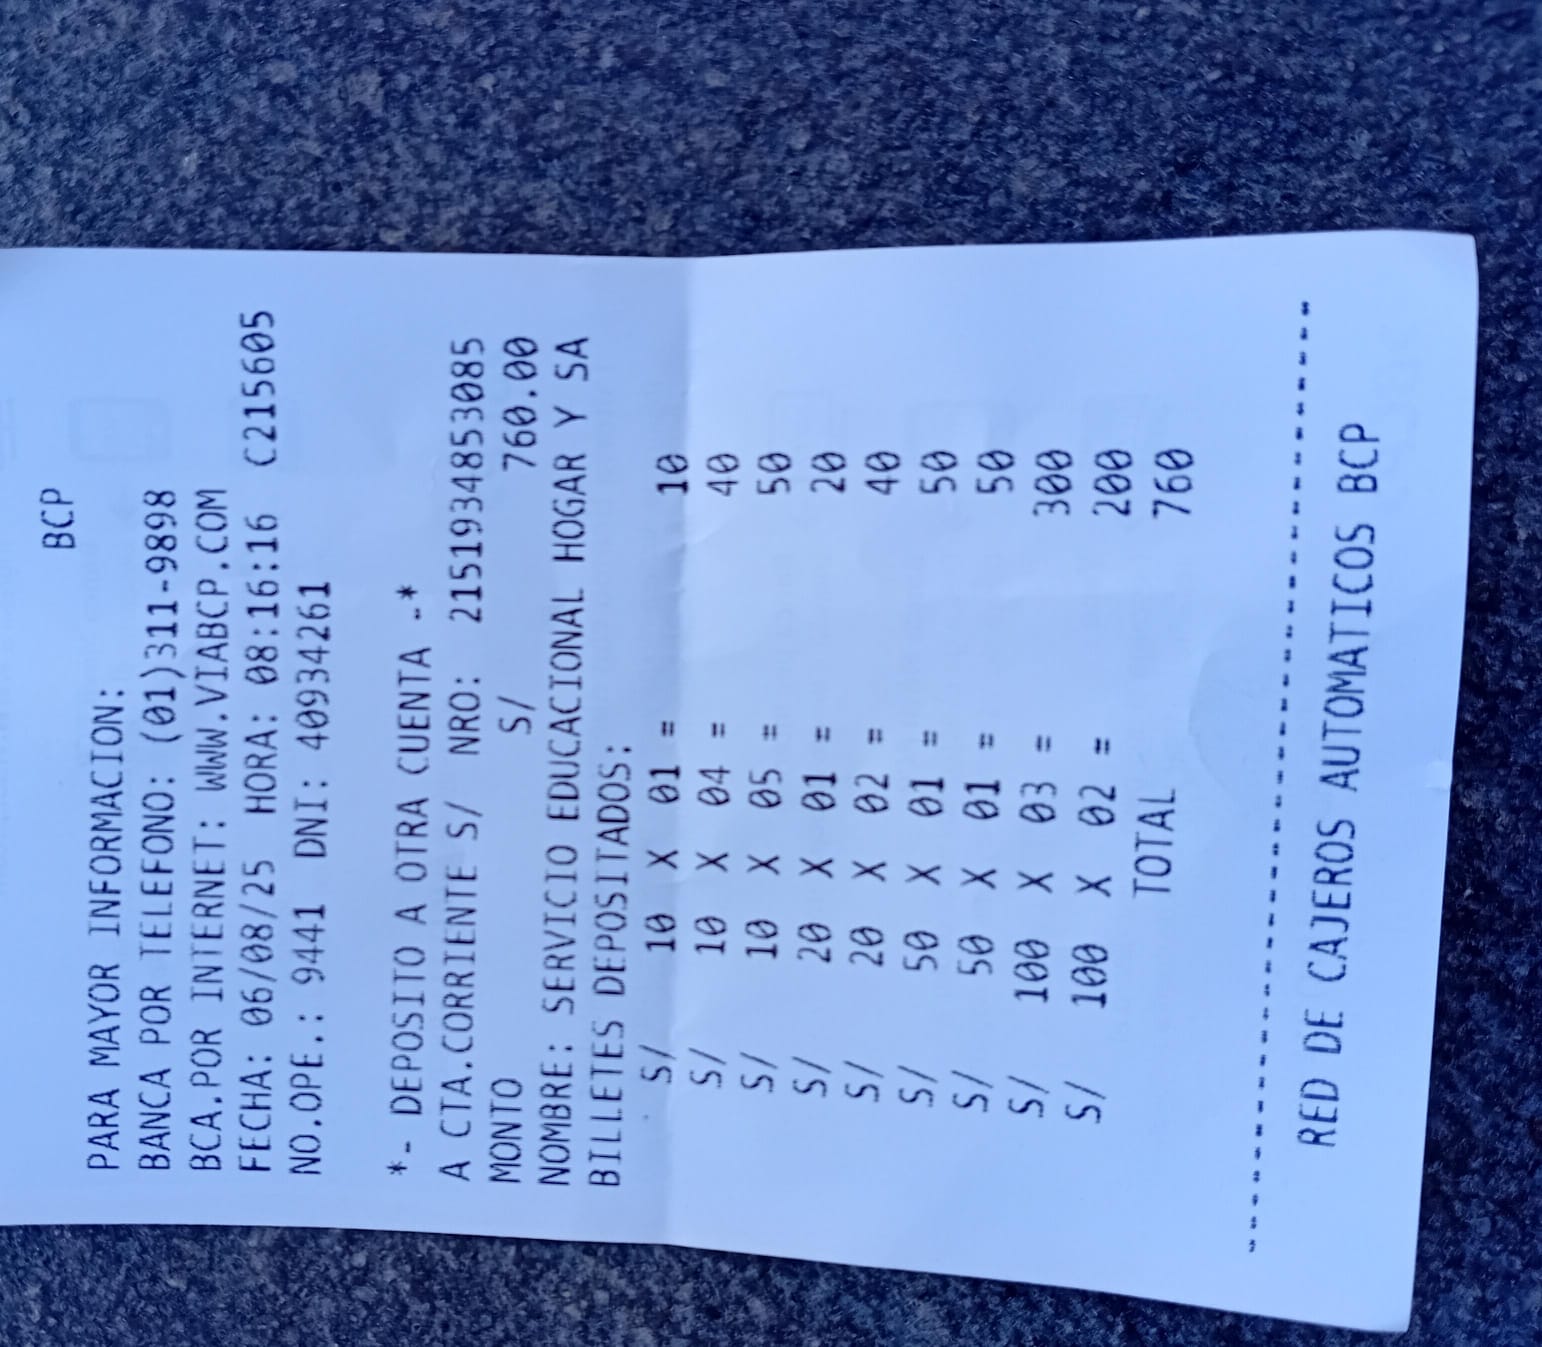 BCP
PARA MAYOR INFORMACION:
BANCA POR TELEFONO: (01)311-9898
BCA.POR INTERNET: WWW.VIABCP.COM
FECHA: 06/08/25 HORA: 08:16:16 C215605
NO.OPE.: 9441 DNI: 40934261
*- DEPOSITO A OTRA CUENTA -*
A CTA.CORRIENTE S/ NRO: 2151934853085
MONTO S/ 760.00
NOMBRE: SERVICIO EDUCACIONAL HOGAR Y SA
BILLETES DEPOSITADOS:
S/ 10 X 01 = 10
S/ 10 X 04 = 40
S/ 10 X 05 = 50
S/ 20 X 01 = 20
S/ 20 X 02 = 40
S/ 50 X 01 = 50
S/ 50 X 01 = 50
S/ 100 X 03 = 300
S/ 100 X 02 = 200
TOTAL 760
RED DE CAJEROS AUTOMATICOS BCP